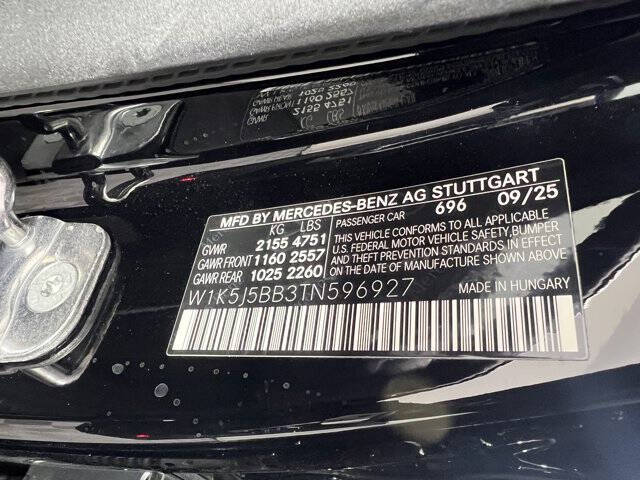 MFD BY MERCEDES-BENZ AG STUTTGART
KG LBS PASSENGER CAR 696 09/25
GVWR 2155 4751
GAWR FRONT 1160 2557
GAWR REAR 1025 2260
THIS VEHICLE CONFORMS TO ALL APPLICABLE
U.S. FEDERAL MOTOR VEHICLE SAFETY,BUMPER
AND THEFT PREVENTION STANDARDS IN EFFECT
ON THE DATE OF MANUFACTURE SHOWN ABOVE.
W1K5J5BB3TN596927 MADE IN HUNGARY